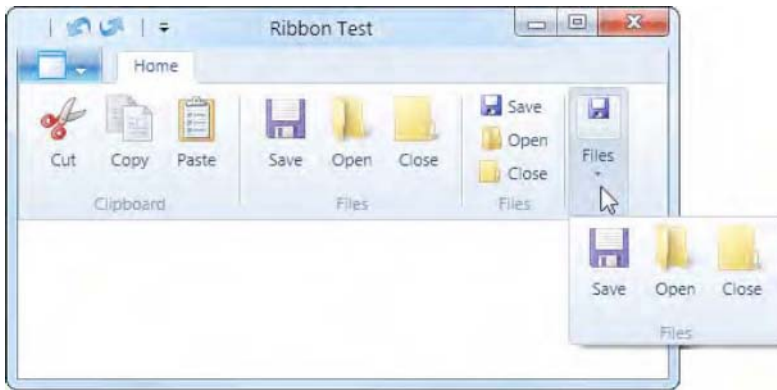 Ribbon Test
Home
Cut Copy Paste
Clipboard
Save Open Close
Files
Save
Open
Close
Files
Files
Save Open Close
Files